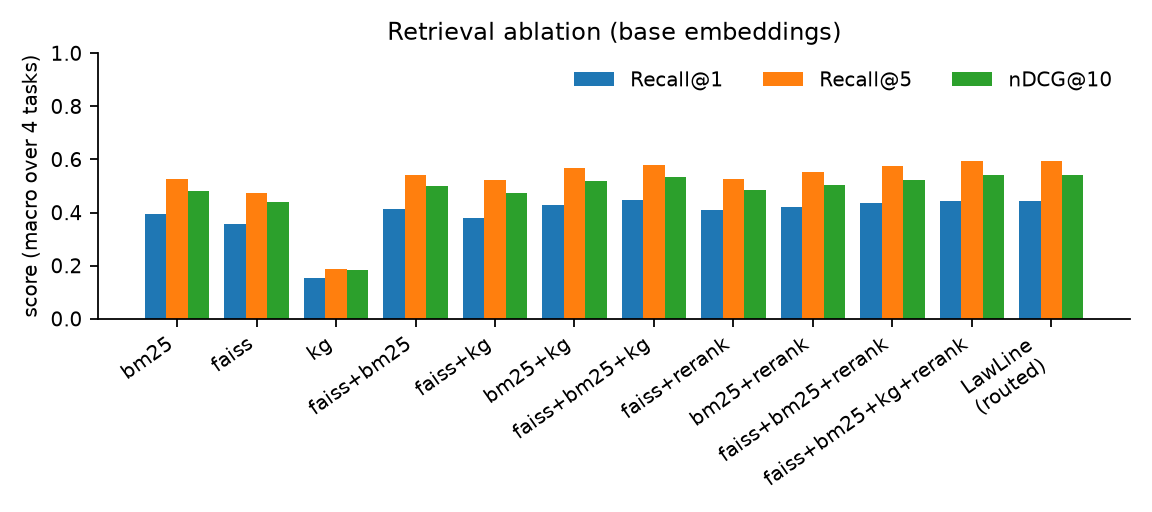 Retrieval ablation (base embeddings)
Recall@1 Recall@5 nDCG@10
score (macro over 4 tasks)
1.0
0.8
0.6
0.4
0.2
0.0
bm25
faiss
kg
faiss+bm25
faiss+kg
bm25+kg
faiss+bm25+kg
faiss+rerank
bm25+rerank
faiss+bm25+rerank
faiss+bm25+kg+rerank
LawLine
(routed)